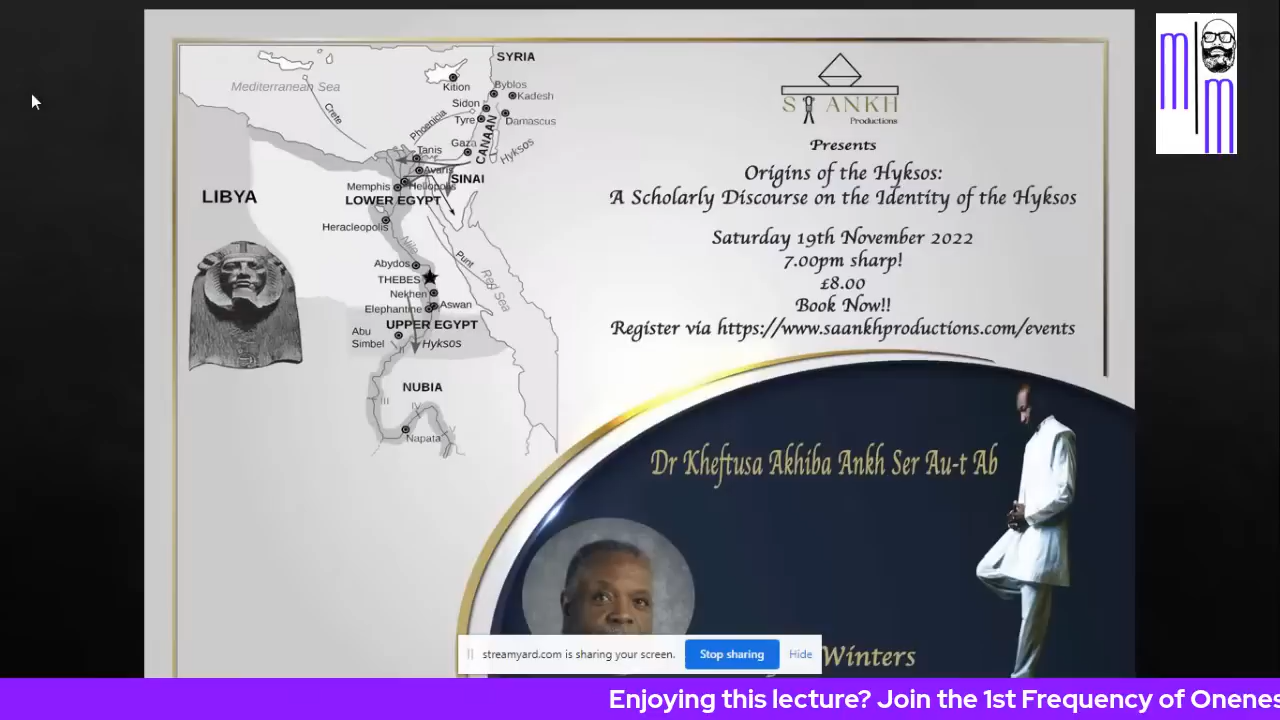 SYRIA
Mediterranean Sea
Kition
Byblos
Kadesh
Sidon
Tyre
Damascus
Crete
Phoenicia
CANAAN
Gaza
Hyksos
Tanis
Avaris
SINAI
Memphis
Heliopolis
LIBYA
LOWER EGYPT
Heracleopolis
Nile
Punt
Red Sea
Abydos
THEBES
Nekhen
Elephantine
Aswan
UPPER EGYPT
Abu
Simbel
II
Hyksos
NUBIA
III
IV
V
Napata
SAANKH
Productions
Presents
Origins of the Hyksos:
A Scholarly Discourse on the Identity of the Hyksos
Saturday 19th November 2022
7.00pm sharp!
£8.00
Book Now!!
Register via https://www.saankhproductions.com/events
Dr Kheftusa Akhiba Ankh Ser Au-t Ab
Winters
streamyard.com is sharing your screen.
Stop sharing
Hide
m
m
Enjoying this lecture? Join the 1st Frequency of Onenes